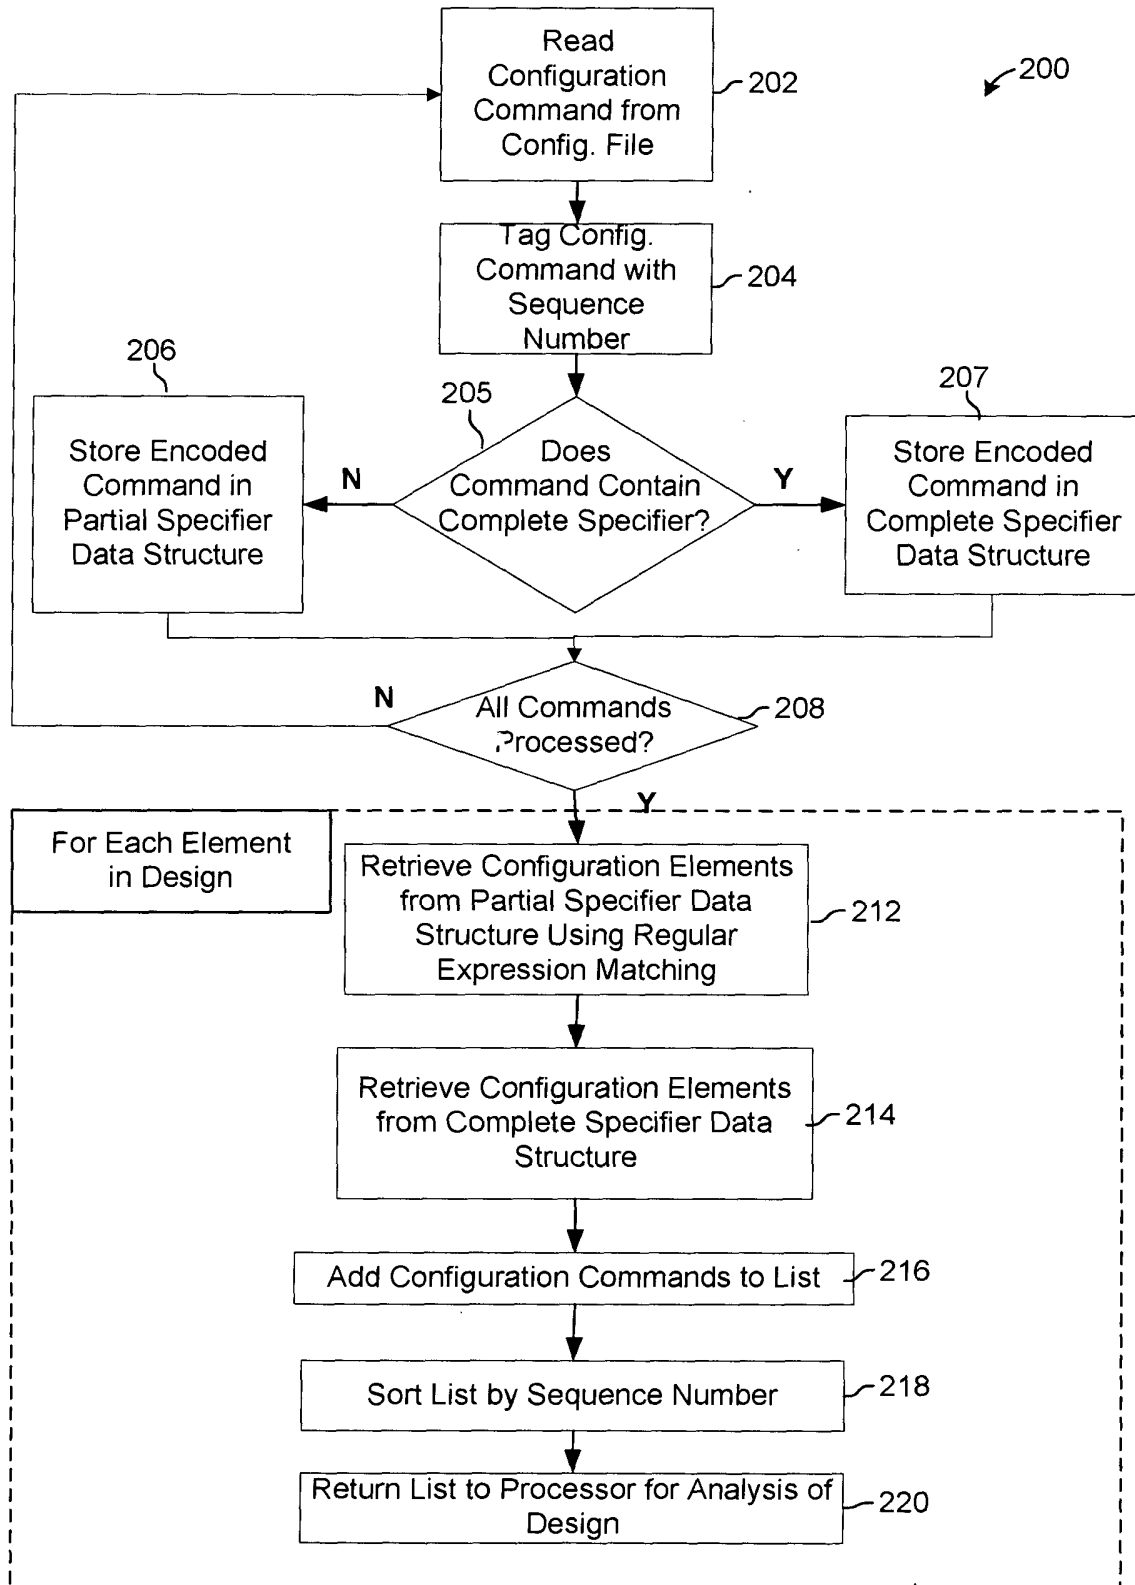 Read
Configuration
Command from
Config. File
202
200
Tag Config.
Command with
Sequence
Number
204
206
Store Encoded
Command in
Partial Specifier
Data Structure
N
205
Does
Command Contain
Complete Specifier?
Y
207
Store Encoded
Command in
Complete Specifier
Data Structure
N
All Commands
Processed?
208
Y
For Each Element
in Design
Retrieve Configuration Elements
from Partial Specifier Data
Structure Using Regular
Expression Matching
212
Retrieve Configuration Elements
from Complete Specifier Data
Structure
214
Add Configuration Commands to List
216
Sort List by Sequence Number
218
Return List to Processor for Analysis of
Design
220